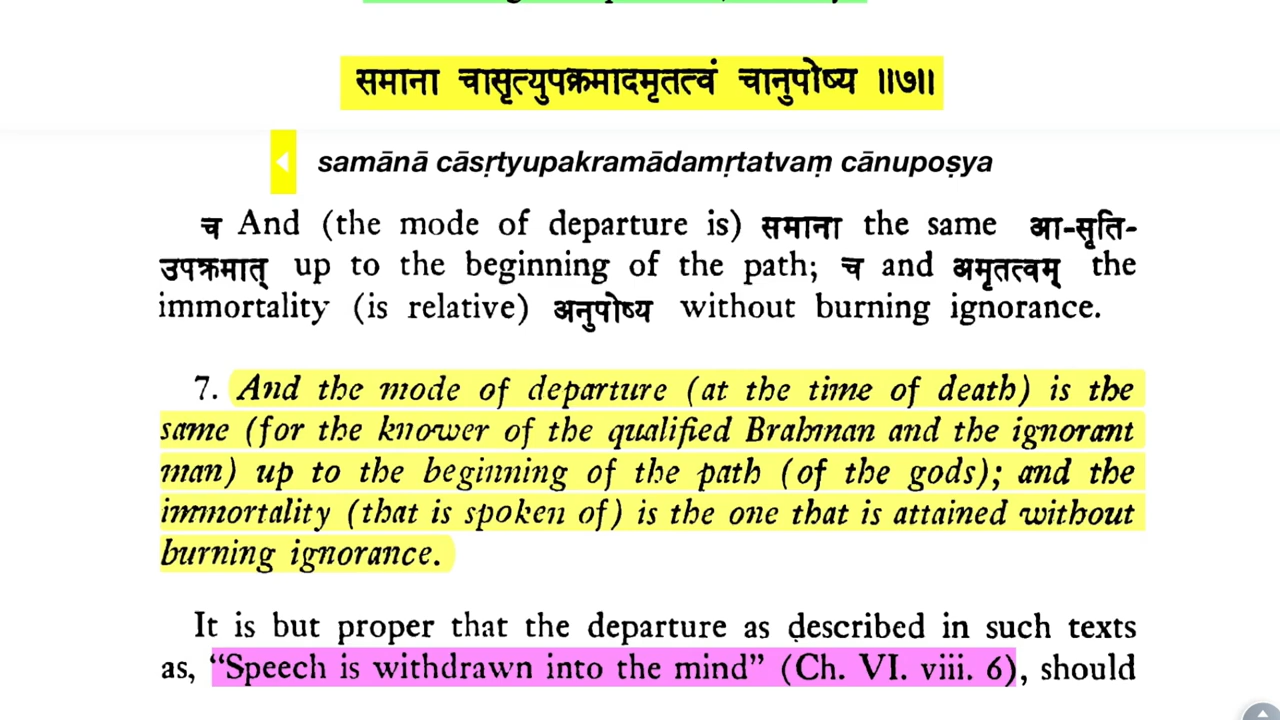 समाना चासृत्युपक्रमादमृतत्वं चानुपोष्य ॥७॥
samānā cāsṛtyupakramādamṛtatvaṃ cānupoṣya
च And (the mode of departure is) समाना the same आ-सृति-
उपक्रमात् up to the beginning of the path; च and अमृतत्वम् the
immortality (is relative) अनुपोष्य without burning ignorance.
7. And the mode of departure (at the time of death) is the
same (for the knower of the qualified Brahman and the ignorant
man) up to the beginning of the path (of the gods); and the
immortality (that is spoken of) is the one that is attained without
burning ignorance.
It is but proper that the departure as described in such texts
as, “Speech is withdrawn into the mind” (Ch. VI. viii. 6), should